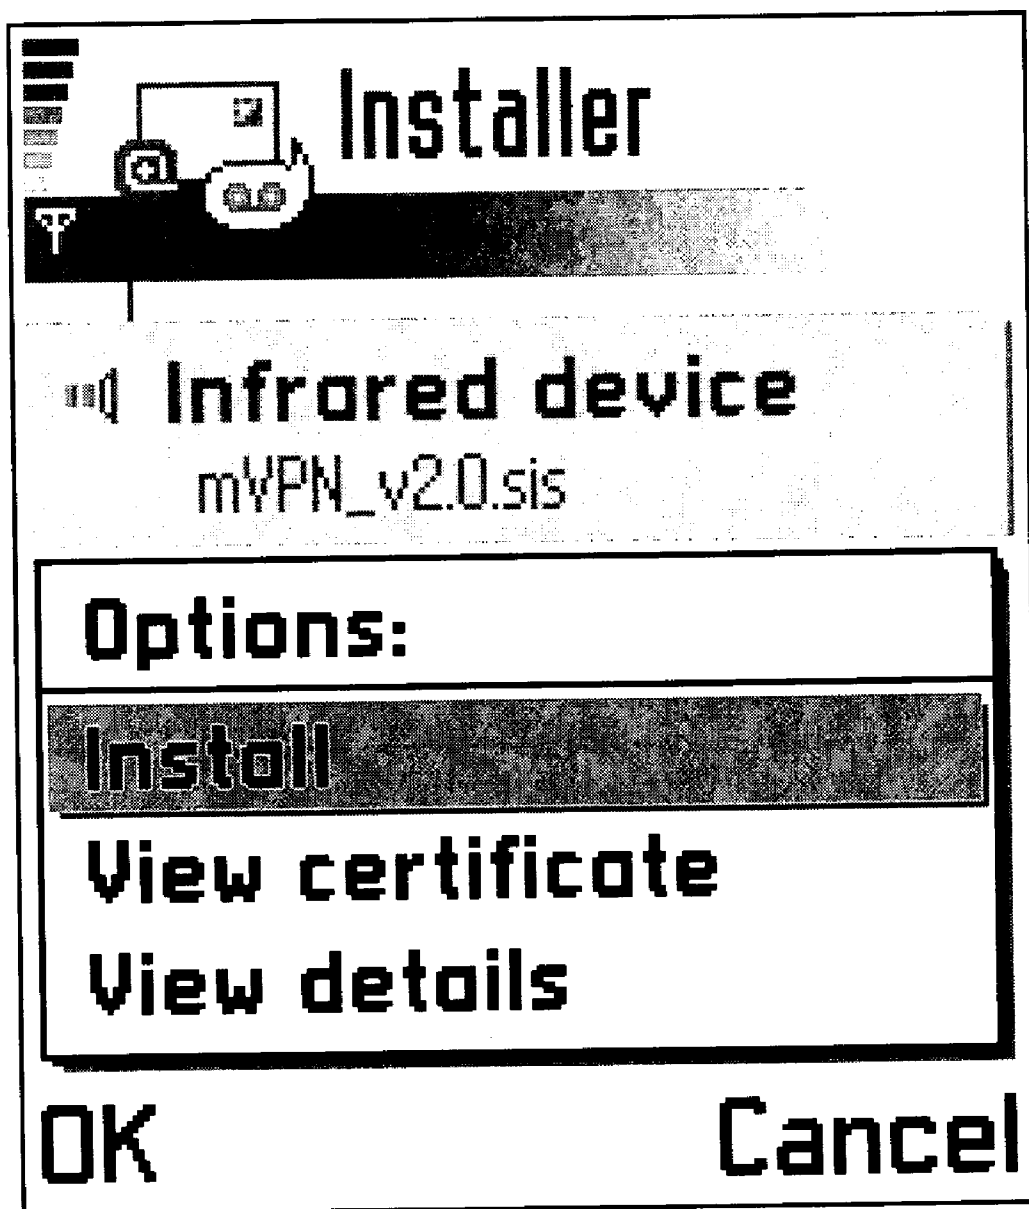 Installer
Infrared device
mVPN_v2.0.sis
Options:
Install
View certificate
View details
OK
Cancel